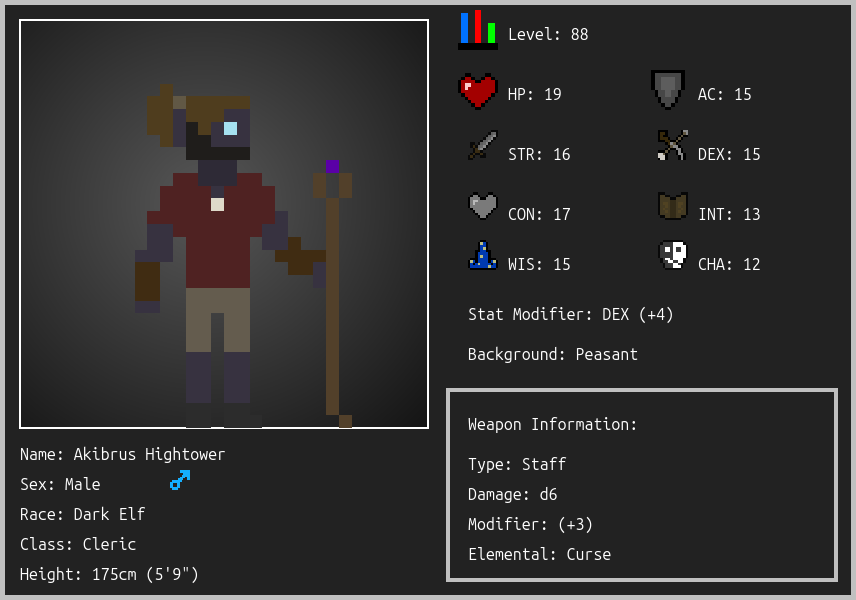 Level: 88
HP: 19
AC: 15
STR: 16
DEX: 15
CON: 17
INT: 13
WIS: 15
CHA: 12
Stat Modifier: DEX (+4)
Background: Peasant
Weapon Information:
Type: Staff
Damage: d6
Modifier: (+3)
Elemental: Curse
Name: Akibrus Hightower
Sex: Male
Race: Dark Elf
Class: Cleric
Height: 175cm (5'9")